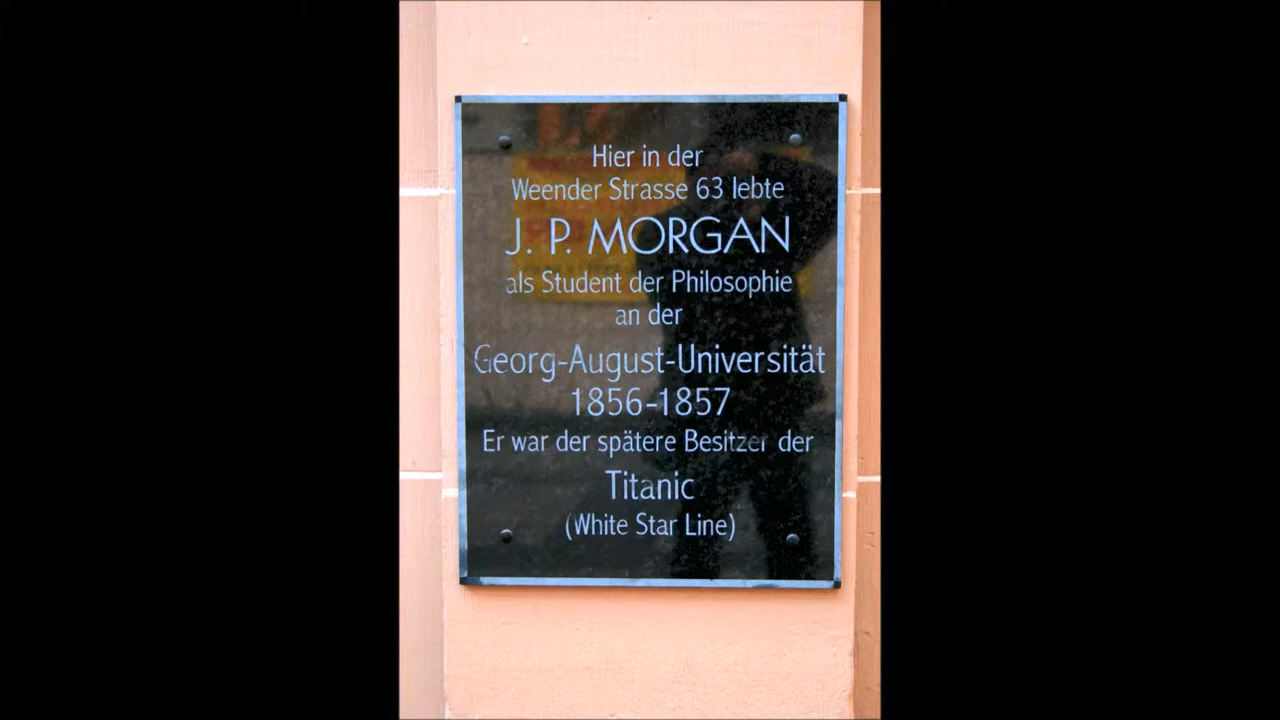 Hier in der
Weender Strasse 63 lebte
J. P. MORGAN
als Student der Philosophie
an der
Georg-August-Universität
1856-1857
Er war der spätere Besitzer der
Titanic
(White Star Line)